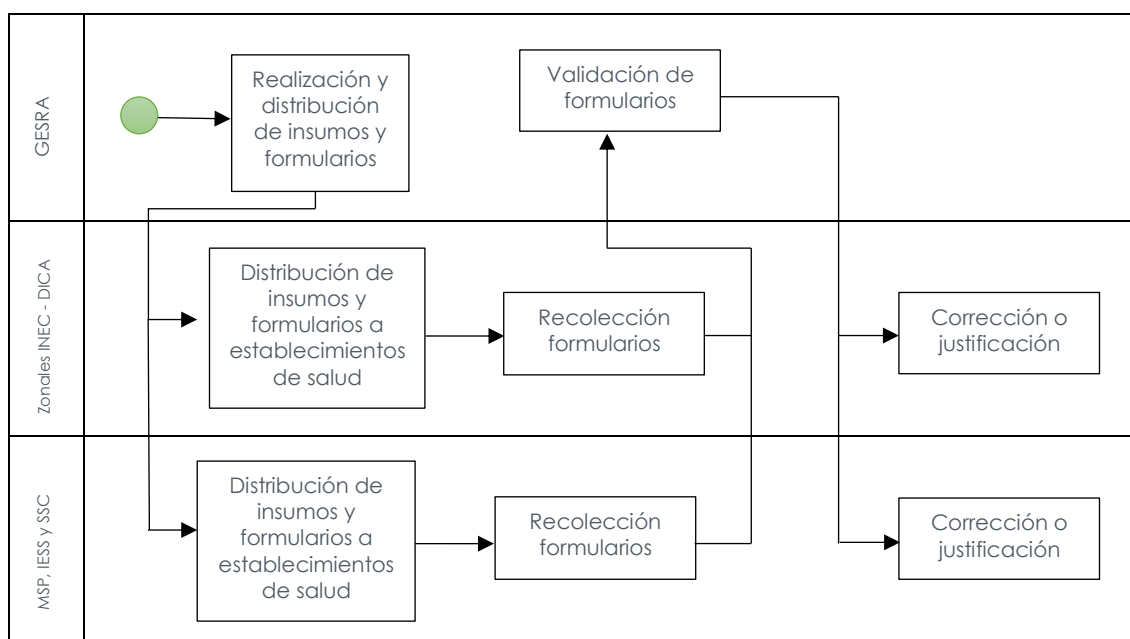 GESRA
Realización y
distribución
de insumos y
formularios
Validación de
formularios
Zonales INEC - DICA
Distribución de
insumos y
formularios a
establecimientos
de salud
Recolección
formularios
Corrección o
justificación
MSP, IESS y SSC
Distribución de
insumos y
formularios a
establecimientos
de salud
Recolección
formularios
Corrección o
justificación